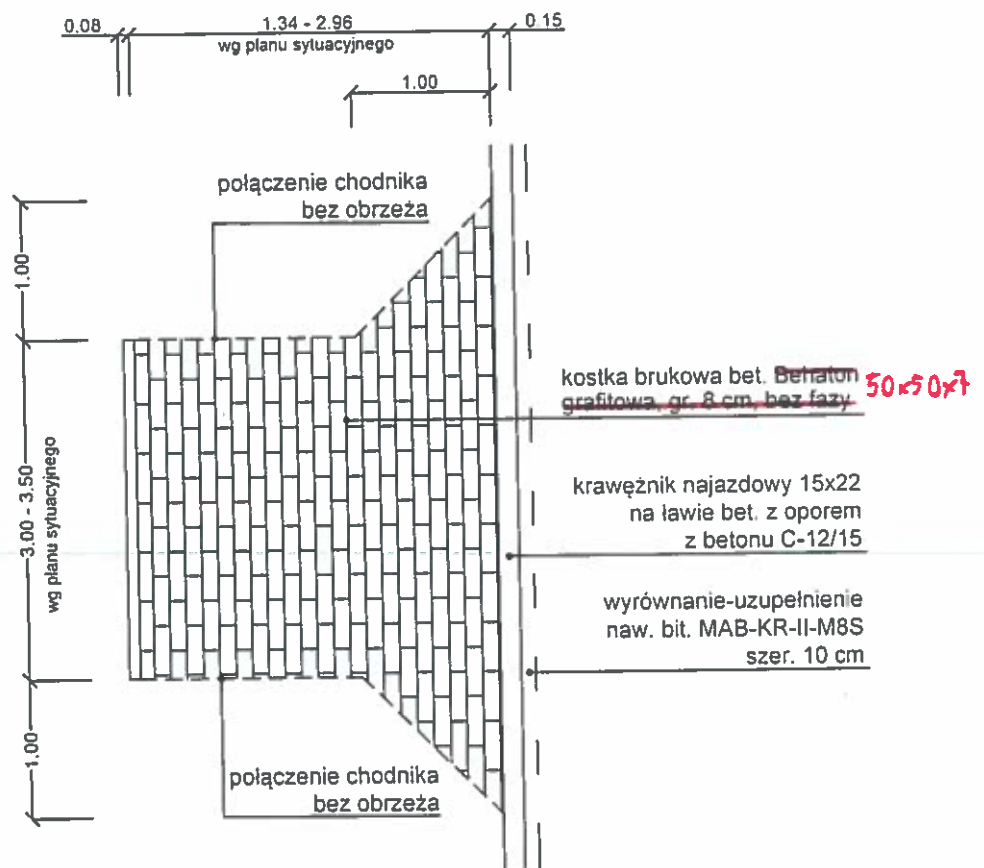 0.08
1.34 - 2.96
0.15
wg planu sytuacyjnego
1.00
połączenie chodnika
bez obrzeża
1.00
kostka brukowa bet. Behaton 50x50x7
grafitowa, gr. 8 cm, bez fazy
3.00 - 3.50
wg planu sytuacyjnego
krawężnik najazdowy 15x22
na ławie bet. z oporem
z betonu C-12/15
wyrównanie-uzupełnienie
naw. bit. MAB-KR-II-M8S
szer. 10 cm
1.00
połączenie chodnika
bez obrzeża